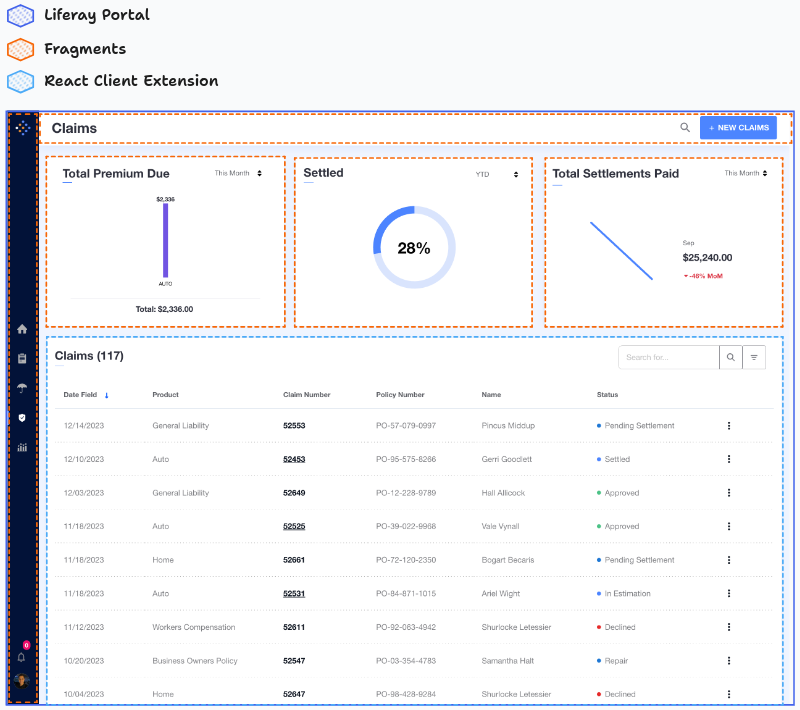 Liferay Portal
Fragments
React Client Extension
Claims
+ NEW CLAIMS
Total Premium Due This Month
$2,336
AUTO
Total: $2,336.00
Settled YTD
28%
Total Settlements Paid This Month
Sep
$25,240.00
-46% MoM
Claims (117)
Search for...
Date Field Product Claim Number Policy Number Name Status
12/14/2023 General Liability 52553 PO-57-079-0997 Pincus Middup Pending Settlement
12/10/2023 Auto 52453 PO-95-575-8266 Gerri Goodlett Settled
12/03/2023 General Liability 52649 PO-12-228-9789 Hall Allicock Approved
11/18/2023 Auto 52525 PO-39-022-9968 Vale Vynall Approved
11/18/2023 Home 52661 PO-72-120-2350 Bogart Becaris Pending Settlement
11/18/2023 Auto 52531 PO-84-871-1015 Ariel Wight In Estimation
11/12/2023 Workers Compensation 52611 PO-92-063-4942 Shurlocke Letessier Declined
10/20/2023 Business Owners Policy 52547 PO-03-354-4783 Samantha Halt Repair
10/04/2023 Home 52647 PO-98-428-9284 Shurlocke Letessier Declined